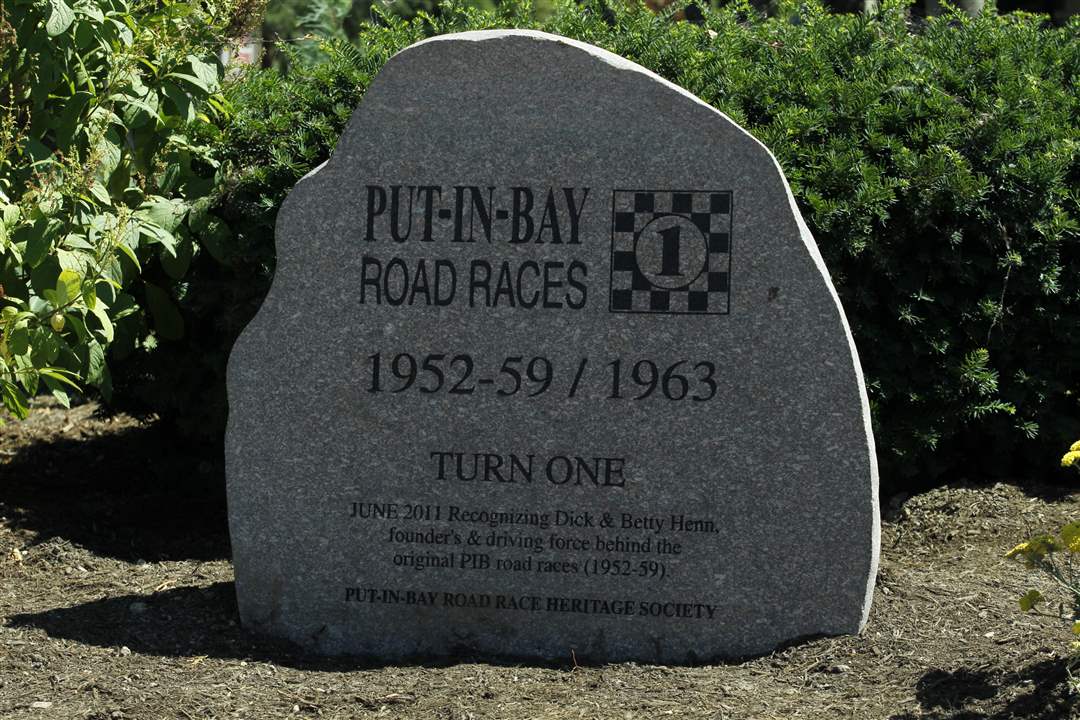 PUT-IN-BAY
ROAD RACES
1
1952-59 / 1963
TURN ONE
JUNE 2011 Recognizing Dick & Betty Henn,
founder's & driving force behind the
original PIB road races (1952-59).
PUT-IN-BAY ROAD RACE HERITAGE SOCIETY